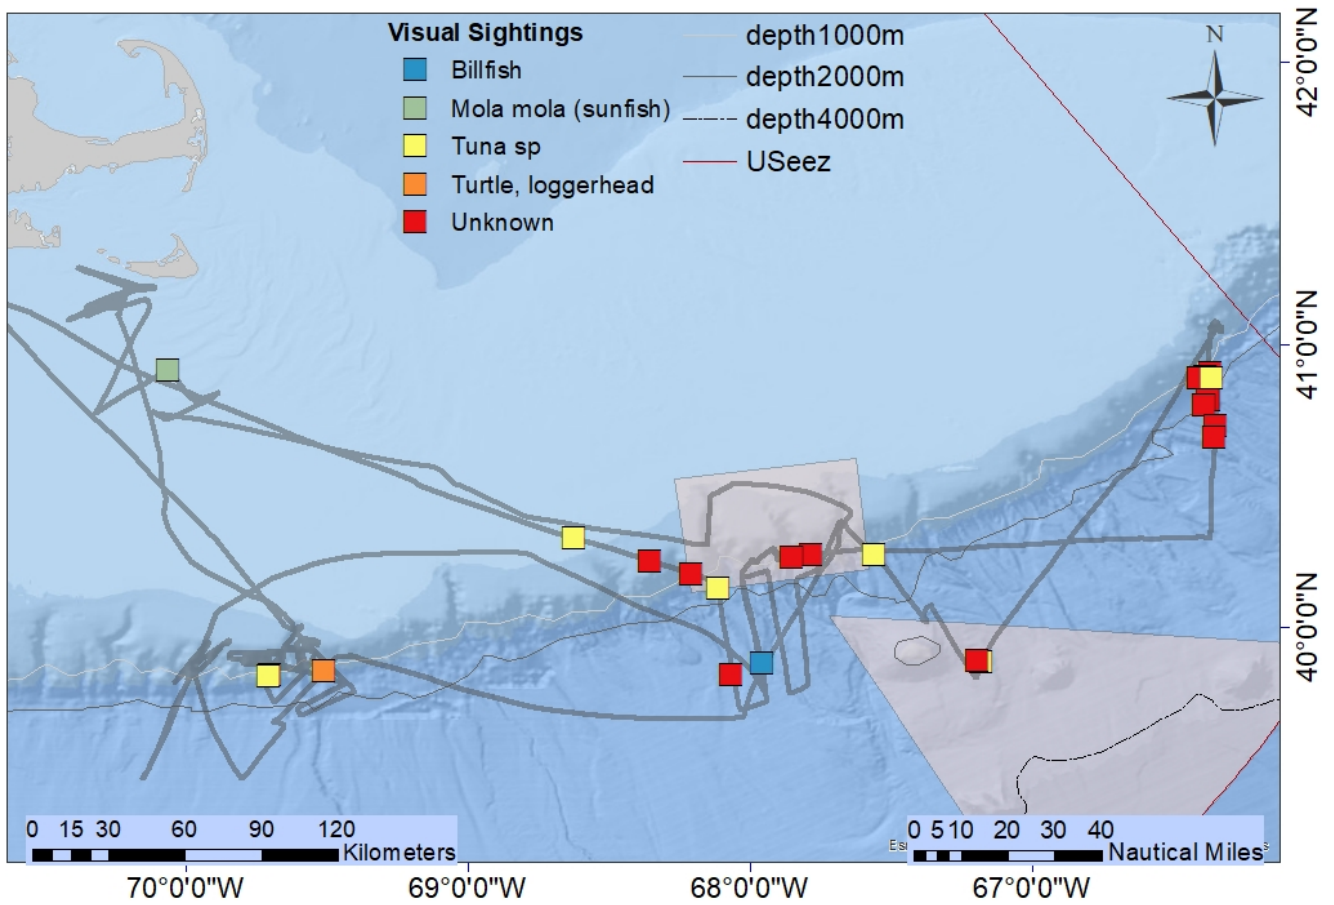 Visual Sightings
Billfish
Mola mola (sunfish)
Tuna sp
Turtle, loggerhead
Unknown
depth1000m
depth2000m
depth4000m
USeez
N
42°0'0"N
41°0'0"N
40°0'0"N
0 15 30 60 90 120
Kilometers
0 5 10 20 30 40
Nautical Miles
70°0'0"W 69°0'0"W 68°0'0"W 67°0'0"W